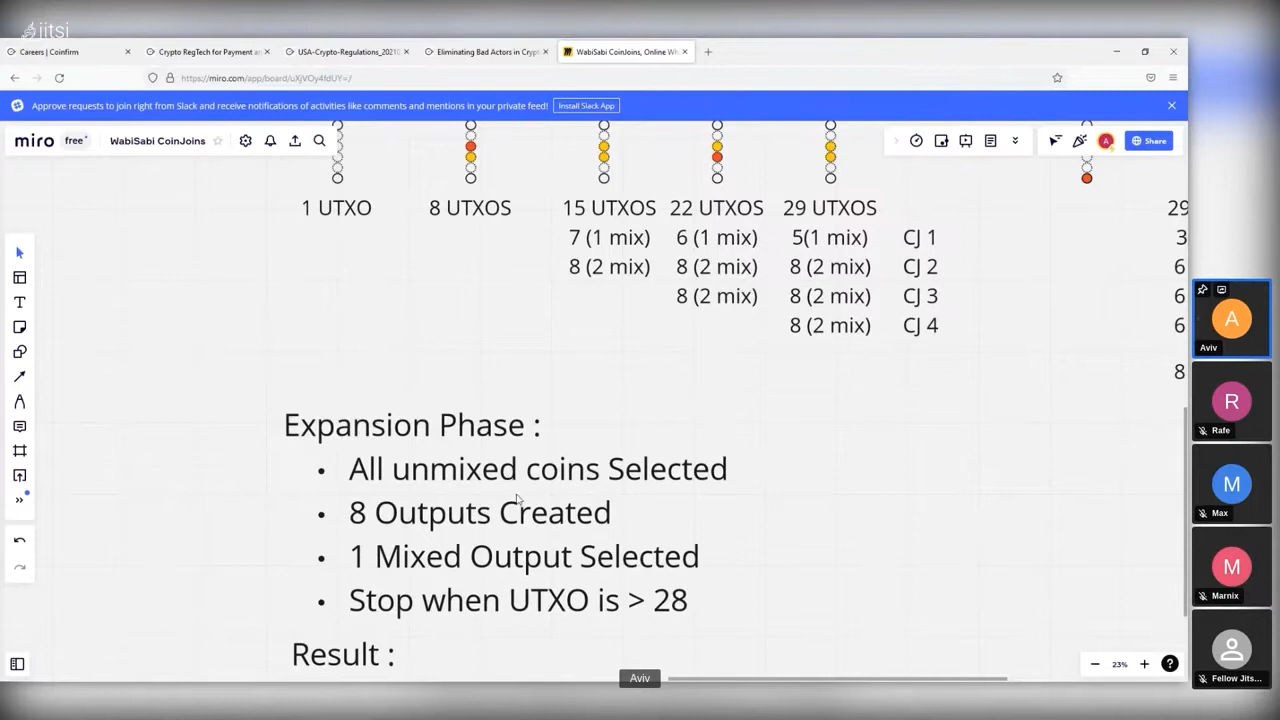 jitsi
Careers | Coinfirm
Crypto RegTech for Payment a
USA-Crypto-Regulations_2021
Eliminating Bad Actors in Crypt
WabiSabi CoinJoins, Online Wh
https://miro.com/app/board/uXjVOy4fdUY=/
Approve requests to join right from Slack and receive notifications of activities like comments and mentions in your private feed! Install Slack App
miro free WabiSabi CoinJoins A Share
1 UTXO 8 UTXOS 15 UTXOS 22 UTXOS 29 UTXOS 29
7 (1 mix) 6 (1 mix) 5(1 mix) CJ 1 3
8 (2 mix) 8 (2 mix) 8 (2 mix) CJ 2 6
8 (2 mix) 8 (2 mix) CJ 3 6
8 (2 mix) CJ 4 6
8
Expansion Phase :
• All unmixed coins Selected
• 8 Outputs Created
• 1 Mixed Output Selected
• Stop when UTXO is > 28
Result :
23%
Aviv
A
Aviv
R
Rafe
M
Max
M
Marnix
Fellow Jits...